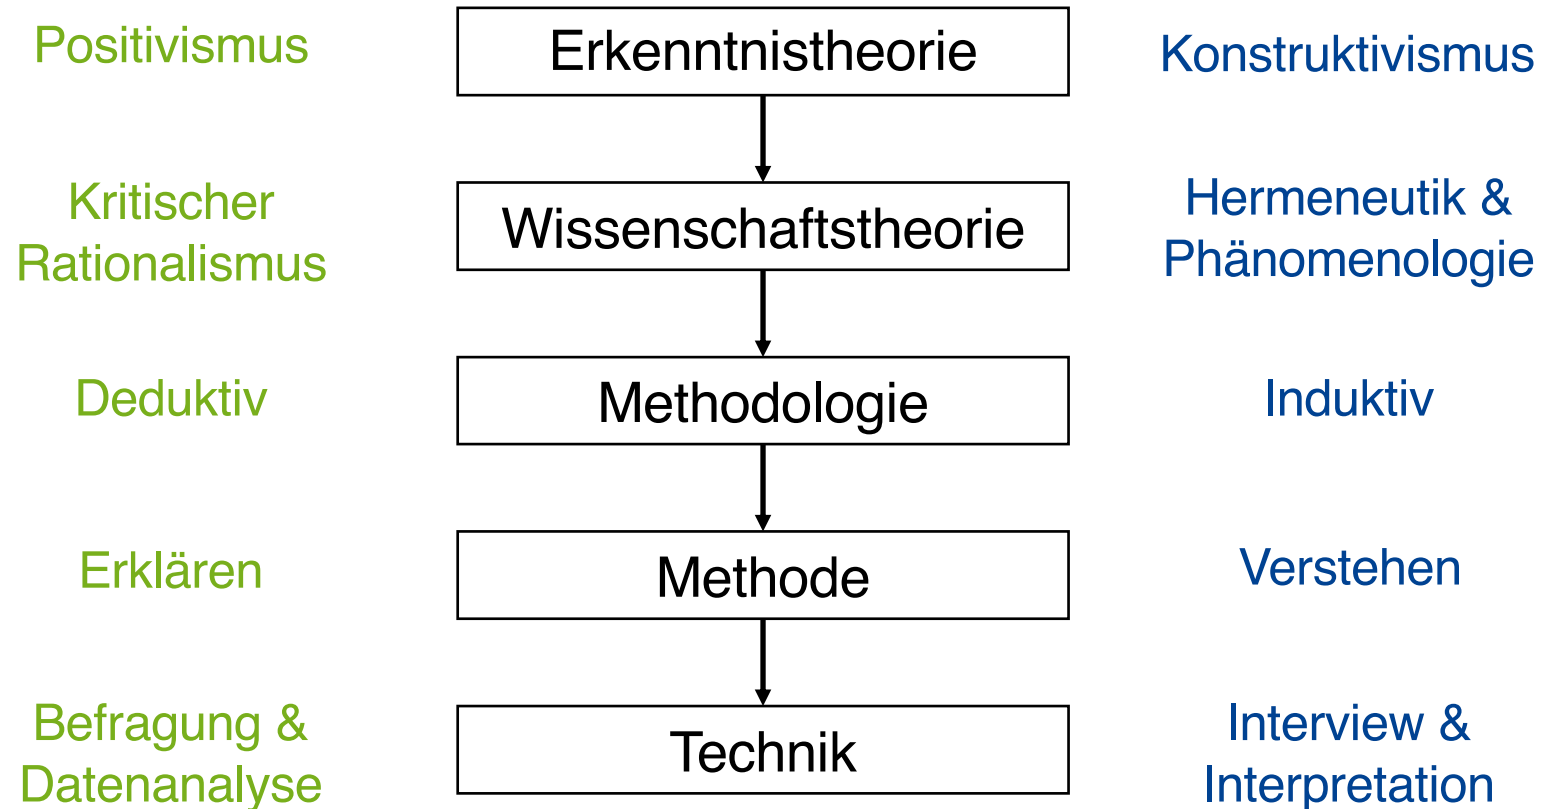 Positivismus
Erkenntnistheorie
Konstruktivismus
Kritischer
Rationalismus
Wissenschaftstheorie
Hermeneutik &
Phänomenologie
Deduktiv
Methodologie
Induktiv
Erklären
Methode
Verstehen
Befragung &
Datenanalyse
Technik
Interview &
Interpretation